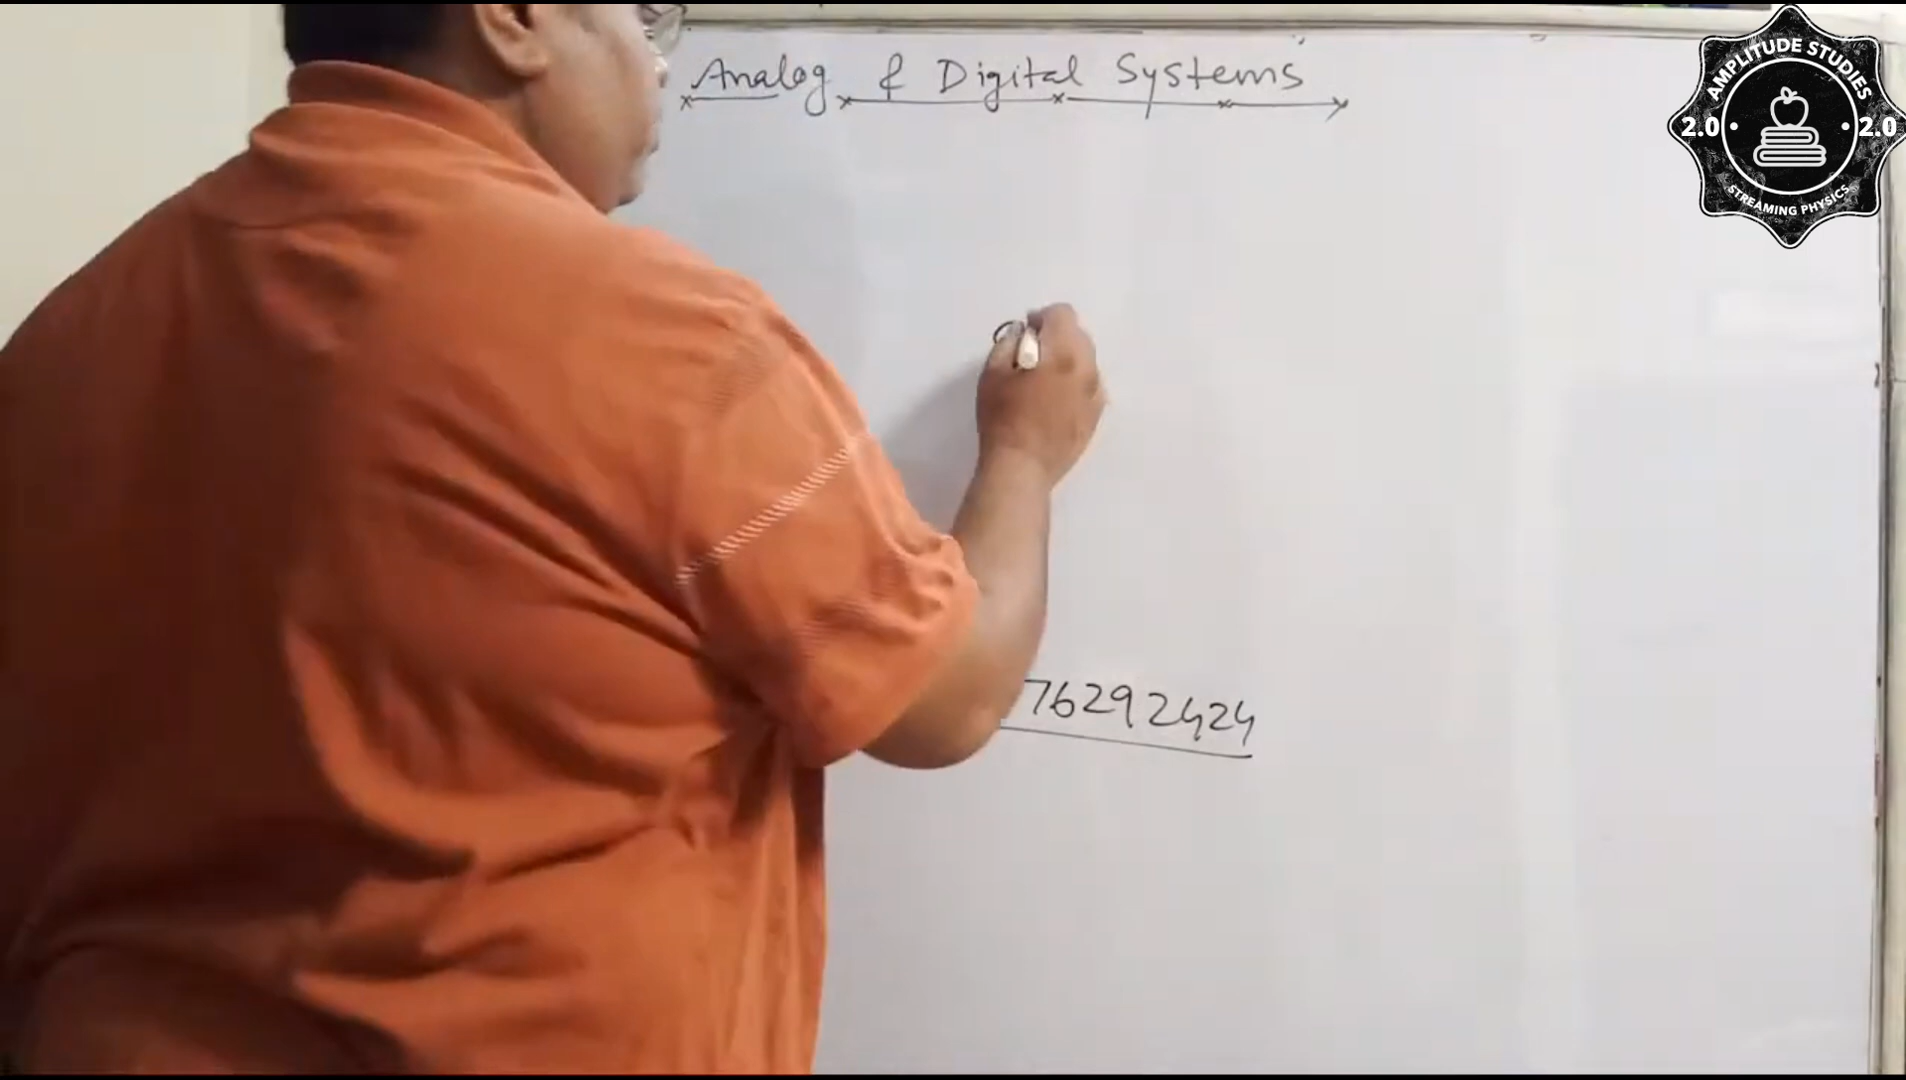 Analog & Digital Systems
AMPLITUDE STUDIES
2.0 • • 2.0
STREAMING PHYSICS
76292424